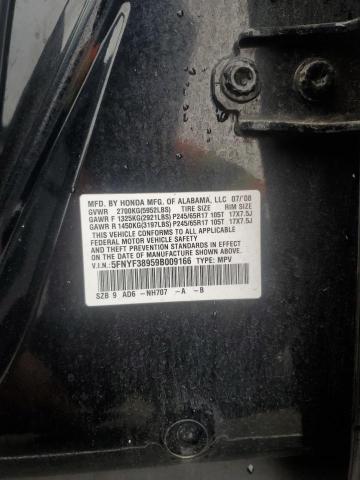 MFD. BY HONDA MFG. OF ALABAMA, LLC 07/'08
GVWR 2700KG(5952LBS) TIRE SIZE RIM SIZE
GAWR F 1325KG(2921LBS) P245/65R17 105T 17X7.5J
GAWR R 1450KG(3197LBS) P245/65R17 105T 17X7.5J
THIS VEHICLE CONFORMS TO ALL APPLICABLE
FEDERAL MOTOR VEHICLE SAFETY
AND THEFT PREVENTION STANDARDS IN EFFECT
ON THE DATE OF MANUFACTURE SHOWN ABOVE.
V.I.N: 5FNYF38959B009166 TYPE: MPV
SZB 9 AD6 -NH707 -A -B